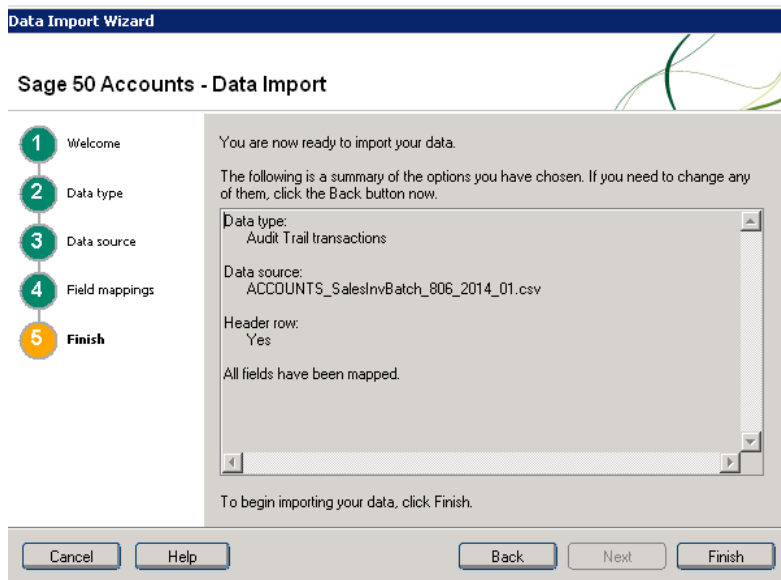 Data Import Wizard
Sage 50 Accounts - Data Import
1 Welcome
2 Data type
3 Data source
4 Field mappings
5 Finish
You are now ready to import your data.
The following is a summary of the options you have chosen. If you need to change any
of them, click the Back button now.
Data type:
Audit Trail transactions
Data source:
ACCOUNTS_SalesInvBatch_806_2014_01.csv
Header row:
Yes
All fields have been mapped.
To begin importing your data, click Finish.
Cancel Help Back Next Finish